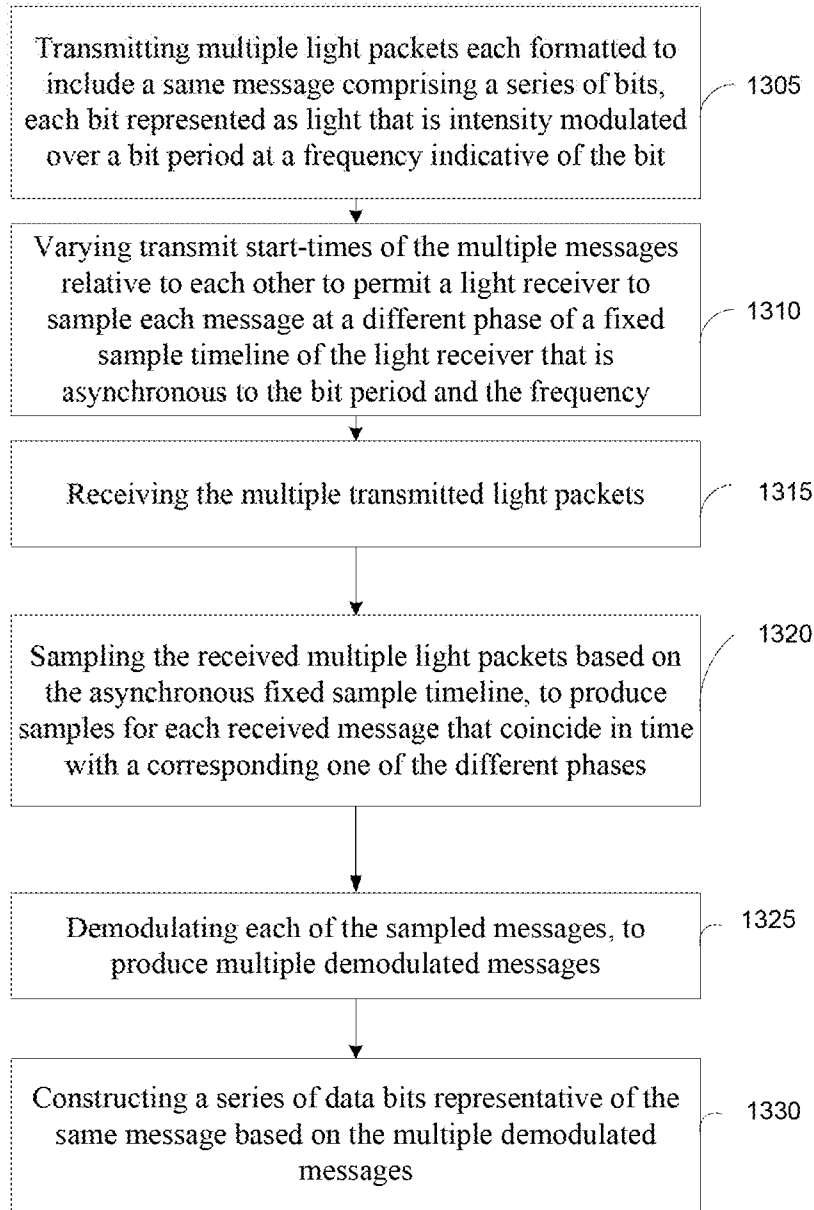 Transmitting multiple light packets each formatted to
include a same message comprising a series of bits,
each bit represented as light that is intensity modulated
over a bit period at a frequency indicative of the bit
1305
Varying transmit start-times of the multiple messages
relative to each other to permit a light receiver to
sample each message at a different phase of a fixed
sample timeline of the light receiver that is
asynchronous to the bit period and the frequency
1310
Receiving the multiple transmitted light packets
1315
Sampling the received multiple light packets based on
the asynchronous fixed sample timeline, to produce
samples for each received message that coincide in time
with a corresponding one of the different phases
1320
Demodulating each of the sampled messages, to
produce multiple demodulated messages
1325
Constructing a series of data bits representative of the
same message based on the multiple demodulated
messages
1330